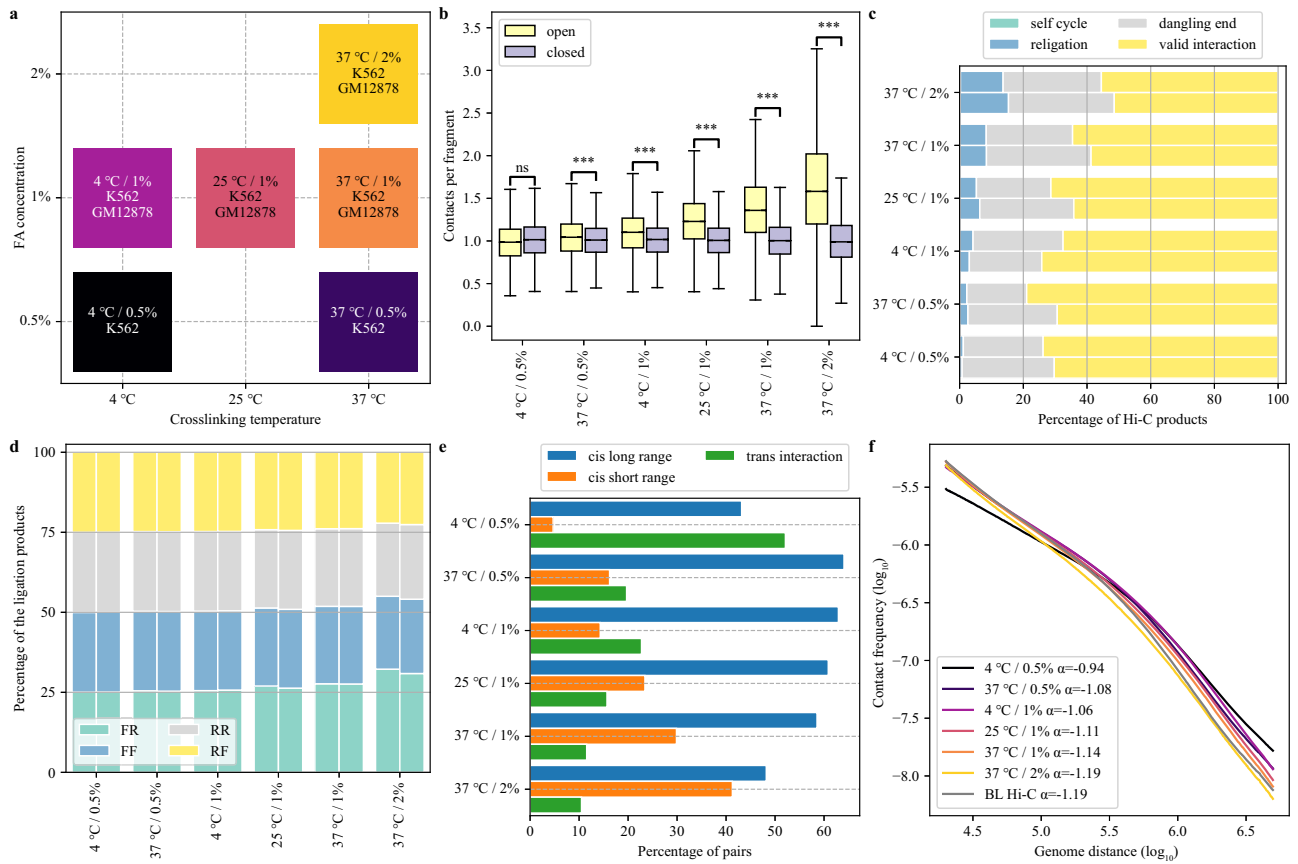 a
FA concentration
2%
1%
0.5%
37 ℃ / 2%
K562
GM12878
4 ℃ / 1%
K562
GM12878
25 ℃ / 1%
K562
GM12878
37 ℃ / 1%
K562
GM12878
4 ℃ / 0.5%
K562
37 ℃ / 0.5%
K562
4 ℃
25 ℃
37 ℃
Crosslinking temperature
b
Contacts per fragment
3.5
3.0
2.5
2.0
1.5
1.0
0.5
0.0
open
closed
ns
***
***
***
***
***
4 ℃ / 0.5%
37 ℃ / 0.5%
4 ℃ / 1%
25 ℃ / 1%
37 ℃ / 1%
37 ℃ / 2%
c
self cycle
religation
dangling end
valid interaction
37 ℃ / 2%
37 ℃ / 1%
25 ℃ / 1%
4 ℃ / 1%
37 ℃ / 0.5%
4 ℃ / 0.5%
0 20 40 60 80 100
Percentage of Hi-C products
d
Percentage of the ligation products
100
75
50
25
0
FR
FF
RR
RF
4 ℃ / 0.5%
37 ℃ / 0.5%
4 ℃ / 1%
25 ℃ / 1%
37 ℃ / 1%
37 ℃ / 2%
e
cis long range
cis short range
trans interaction
4 ℃ / 0.5%
37 ℃ / 0.5%
4 ℃ / 1%
25 ℃ / 1%
37 ℃ / 1%
37 ℃ / 2%
0 10 20 30 40 50 60
Percentage of pairs
f
Contact frequency (log₁₀)
−5.5
−6.0
−6.5
−7.0
−7.5
−8.0
4 ℃ / 0.5% α=-0.94
37 ℃ / 0.5% α=-1.08
4 ℃ / 1% α=-1.06
25 ℃ / 1% α=-1.11
37 ℃ / 1% α=-1.14
37 ℃ / 2% α=-1.19
BL Hi-C α=-1.19
4.5 5.0 5.5 6.0 6.5
Genome distance (log₁₀)